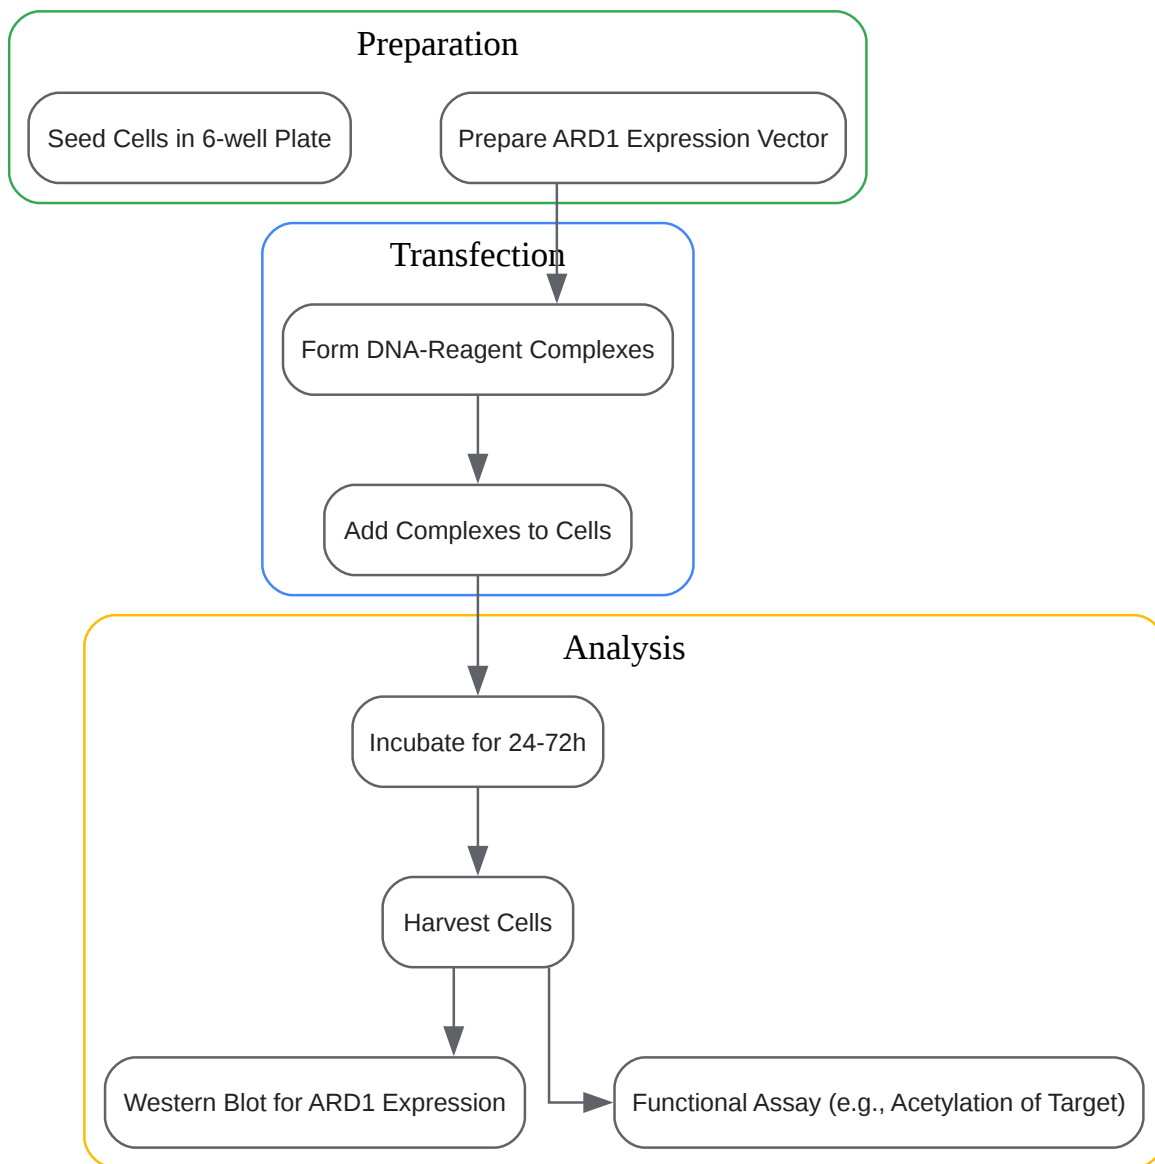 Preparation
Seed Cells in 6-well Plate
Prepare ARD1 Expression Vector
Transfection
Form DNA-Reagent Complexes
Add Complexes to Cells
Analysis
Incubate for 24-72h
Harvest Cells
Western Blot for ARD1 Expression
Functional Assay (e.g., Acetylation of Target)